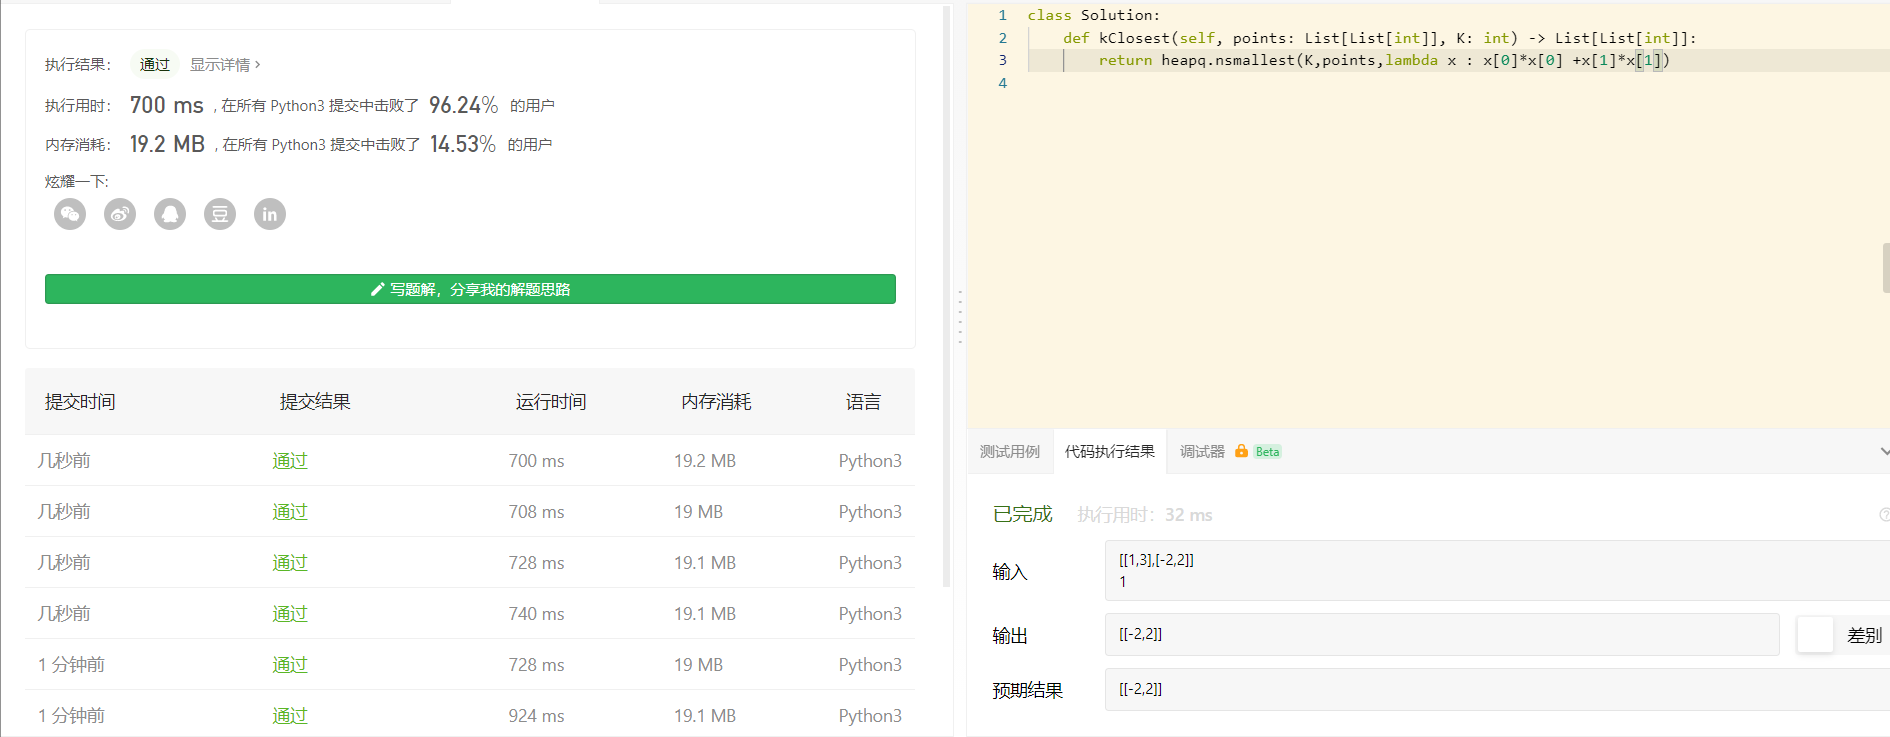 执行结果： 通过 显示详情 ›
执行用时： 700 ms , 在所有 Python3 提交中击败了 96.24% 的用户
内存消耗： 19.2 MB , 在所有 Python3 提交中击败了 14.53% 的用户
炫耀一下:
豆 in
写题解，分享我的解题思路
提交时间 提交结果 运行时间 内存消耗 语言
几秒前 通过 700 ms 19.2 MB Python3
几秒前 通过 708 ms 19 MB Python3
几秒前 通过 728 ms 19.1 MB Python3
几秒前 通过 740 ms 19.1 MB Python3
1 分钟前 通过 728 ms 19 MB Python3
1 分钟前 通过 924 ms 19.1 MB Python3
1 class Solution:
2 def kClosest(self, points: List[List[int]], K: int) -> List[List[int]]:
3 return heapq.nsmallest(K,points,lambda x : x[0]*x[0] +x[1]*x[1])
4
测试用例 代码执行结果 调试器 Beta
已完成 执行用时：32 ms
输入
[[1,3],[-2,2]]
1
输出 [[-2,2]] 差别
预期结果 [[-2,2]]